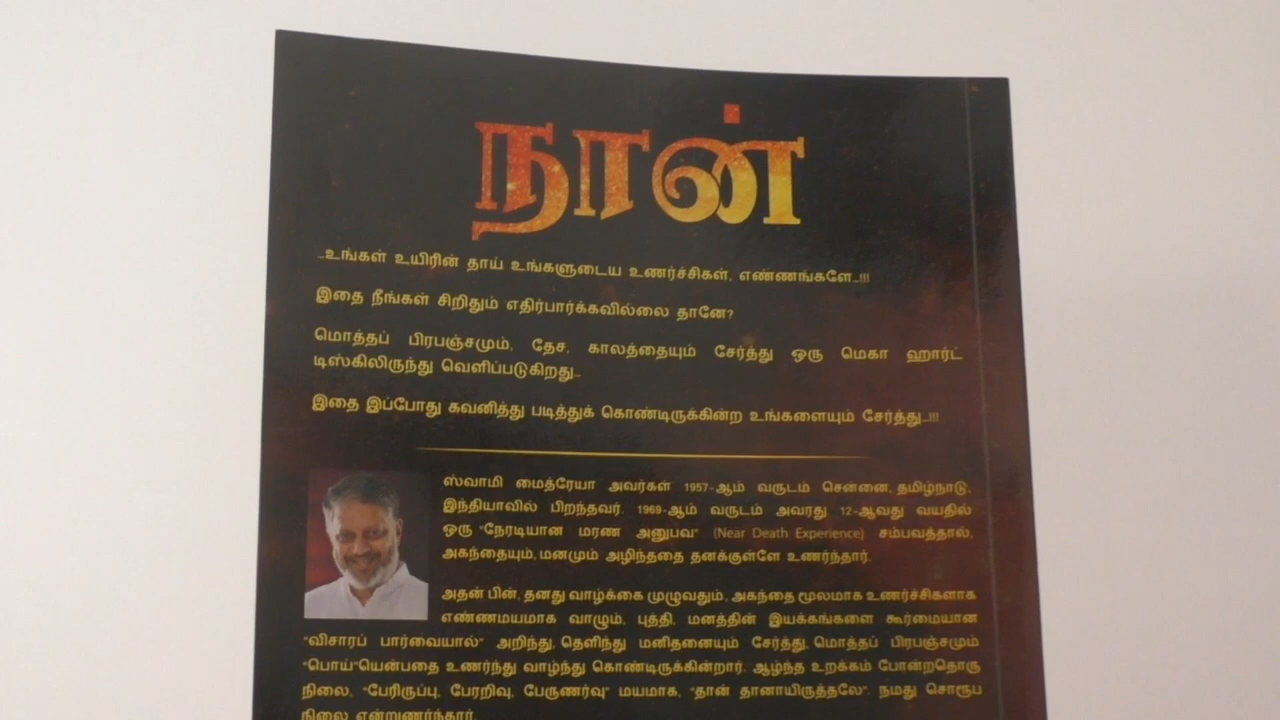 நான்
...உங்கள் உயிரின் தாய் உங்களுடைய உணர்ச்சிகள், எண்ணங்களே...!!!
இதை நீங்கள் சிறிதும் எதிர்பார்க்கவில்லை தானே?
மொத்தப் பிரபஞ்சமும், தேச, காலத்தையும் சேர்த்து ஒரு மெகா ஹார்ட்
டிஸ்கிலிருந்து வெளிப்படுகிறது...
இதை இப்போது கவனித்து படித்துக் கொண்டிருக்கின்ற உங்களையும் சேர்த்து...!!!
ஸ்வாமி மைத்ரேயா அவர்கள் 1957-ஆம் வருடம் சென்னை, தமிழ்நாடு,
இந்தியாவில் பிறந்தவர். 1969-ஆம் வருடம் அவரது 12-ஆவது வயதில்
ஒரு "நேரடியான மரண அனுபவ" (Near Death Experience) சம்பவத்தால்,
அகந்தையும், மனமும் அழிந்ததை தனக்குள்ளே உணர்ந்தார்.
அதன் பின், தனது வாழ்க்கை முழுவதும், அகந்தை மூலமாக உணர்ச்சிகளாக
எண்ணமயமாக வாழும், புத்தி, மனத்தின் இயக்கங்களை கூர்மையான
"விசாரப் பார்வையால்" அறிந்து, தெளிந்து மனிதனையும் சேர்த்து, மொத்தப் பிரபஞ்சமும்
"பொய்"யென்பதை உணர்ந்து வாழ்ந்து கொண்டிருக்கின்றார். ஆழ்ந்த உறக்கம் போன்றதொரு
நிலை, "பேரிருப்பு, பேரறிவு, பேருணர்வு" மயமாக, "தான் தானாயிருத்தலே". நமது சொரூப
நிலை என்றுணர்ந்தார்.